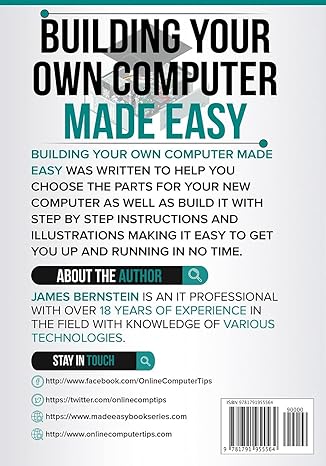 BUILDING YOUR
OWN COMPUTER
MADE EASY
BUILDING YOUR OWN COMPUTER MADE
EASY WAS WRITTEN TO HELP YOU
CHOOSE THE PARTS FOR YOUR NEW
COMPUTER AS WELL AS BUILD IT WITH
STEP BY STEP INSTRUCTIONS AND
ILLUSTRATIONS MAKING IT EASY TO GET
YOU UP AND RUNNING IN NO TIME.
ABOUT THE AUTHOR
JAMES BERNSTEIN IS AN IT PROFESSIONAL
WITH OVER 18 YEARS OF EXPERIENCE IN
THE FIELD WITH KNOWLEDGE OF VARIOUS
TECHNOLOGIES.
STAY IN TOUCH
http://www.facebook.com/OnlineComputerTips
https://twitter.com/onlinecomptips
https://www.madeeasybookseries.com
http://www.onlinecomputertips.com
ISBN 9781791955564
90000
9 781791 955564